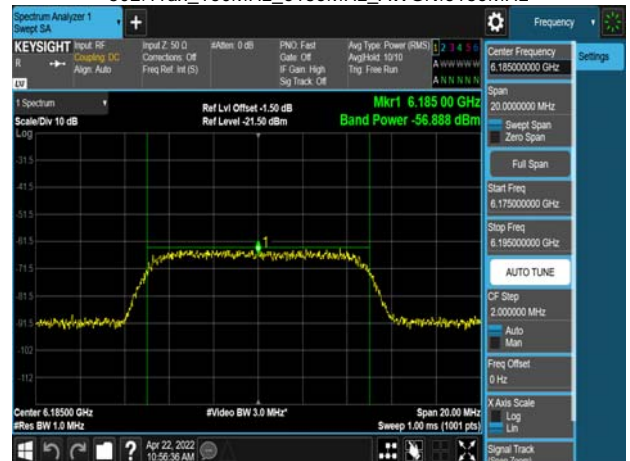 Spectrum Analyzer 1
Swept SA
Frequency
KEYSIGHT
R
Input: RF
Coupling: DC
Align: Auto
Input Z: 50 Ω
Corrections: Off
Freq Ref: Int (S)
#Atten: 0 dB
PNO: Fast
Gate: Off
IF Gain: High
Sig Track: Off
Avg Type: Power (RMS)
Avg|Hold: 10/10
Trig: Free Run
1 2 3 4 5 6
A W W W W W
A N N N N N
Center Frequency
6.185000000 GHz
Settings
Span
20.0000000 MHz
Swept Span
Zero Span
Full Span
Start Freq
6.175000000 GHz
Stop Freq
6.195000000 GHz
AUTO TUNE
CF Step
2.000000 MHz
Auto
Man
Freq Offset
0 Hz
X Axis Scale
Log
Lin
Signal Track
1 Spectrum
Scale/Div 10 dB
Log
Ref Lvl Offset -1.50 dB
Ref Level -21.50 dBm
Mkr1 6.185 00 GHz
Band Power -56.888 dBm
-31.5
-41.5
-51.5
-61.5
-71.5
-81.5
-91.5
-102
-112
1
Center 6.18500 GHz
#Res BW 1.0 MHz
#Video BW 3.0 MHz*
Span 20.00 MHz
Sweep 1.00 ms (1001 pts)
Apr 22, 2022
10:56:36 AM